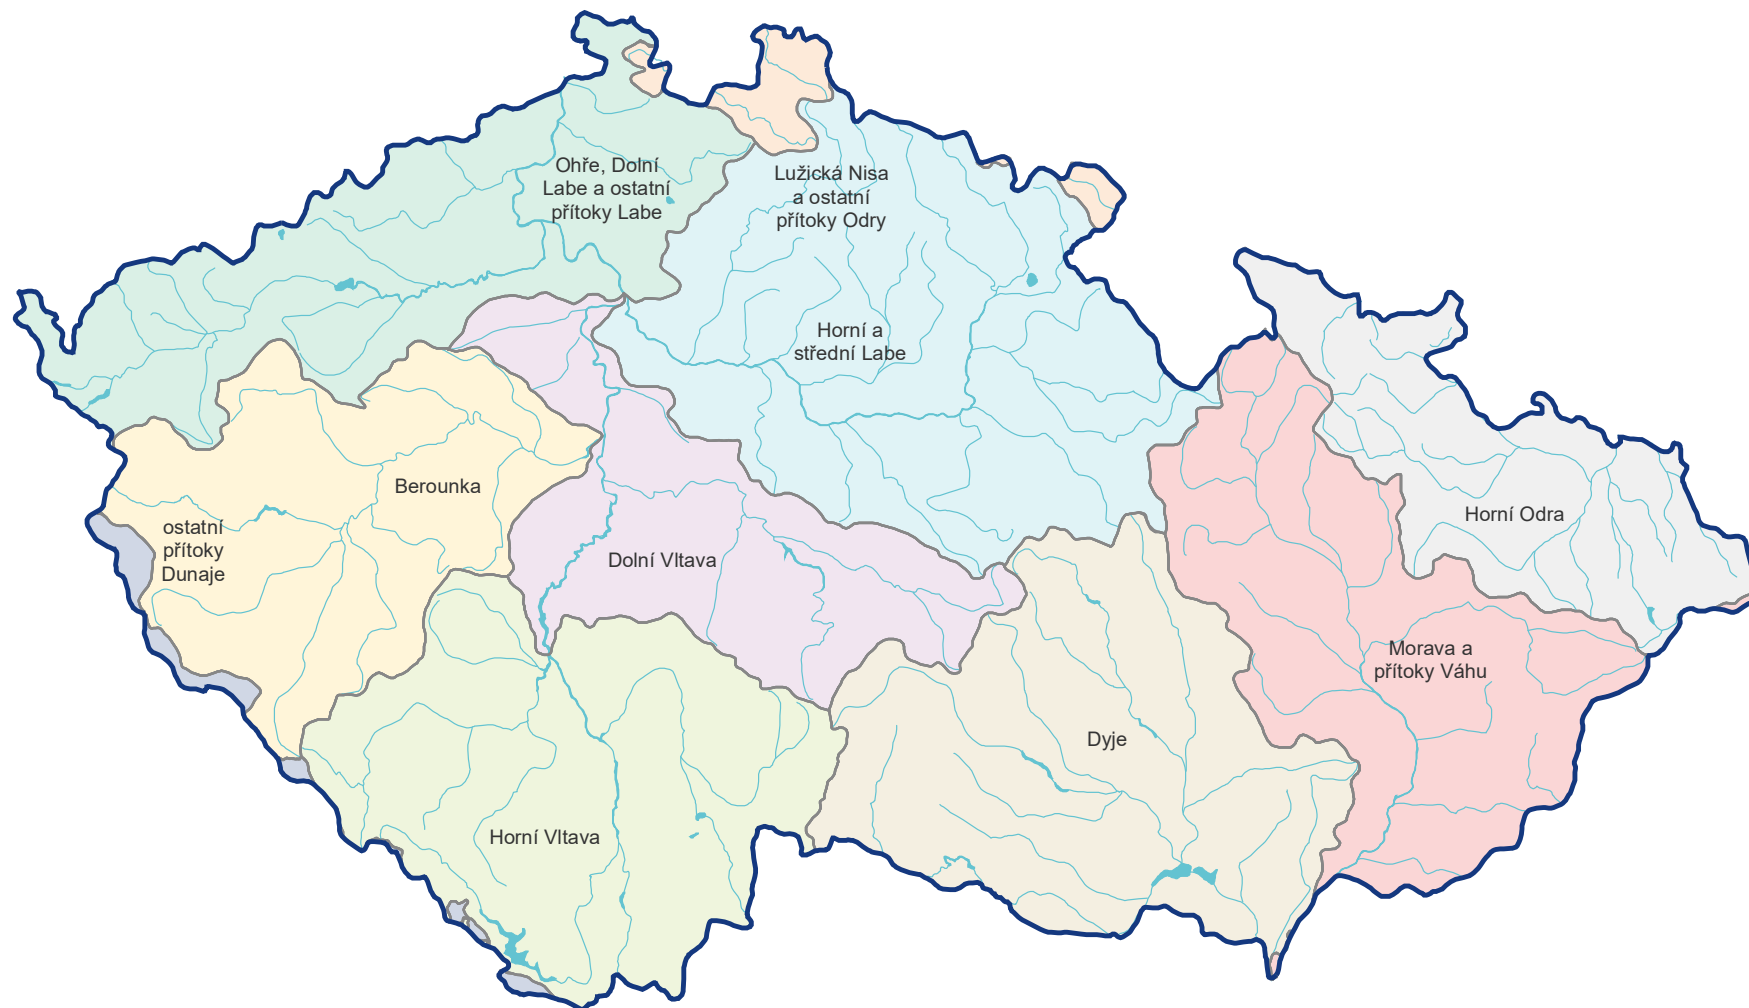 Ohře, Dolní
Labe a ostatní
přítoky Labe
Lužická Nisa
a ostatní
přítoky Odry
Horní a
střední Labe
Berounka
ostatní
přítoky
Dunaje
Dolní Vltava
Horní Odra
Morava a
přítoky Váhu
Dyje
Horní Vltava